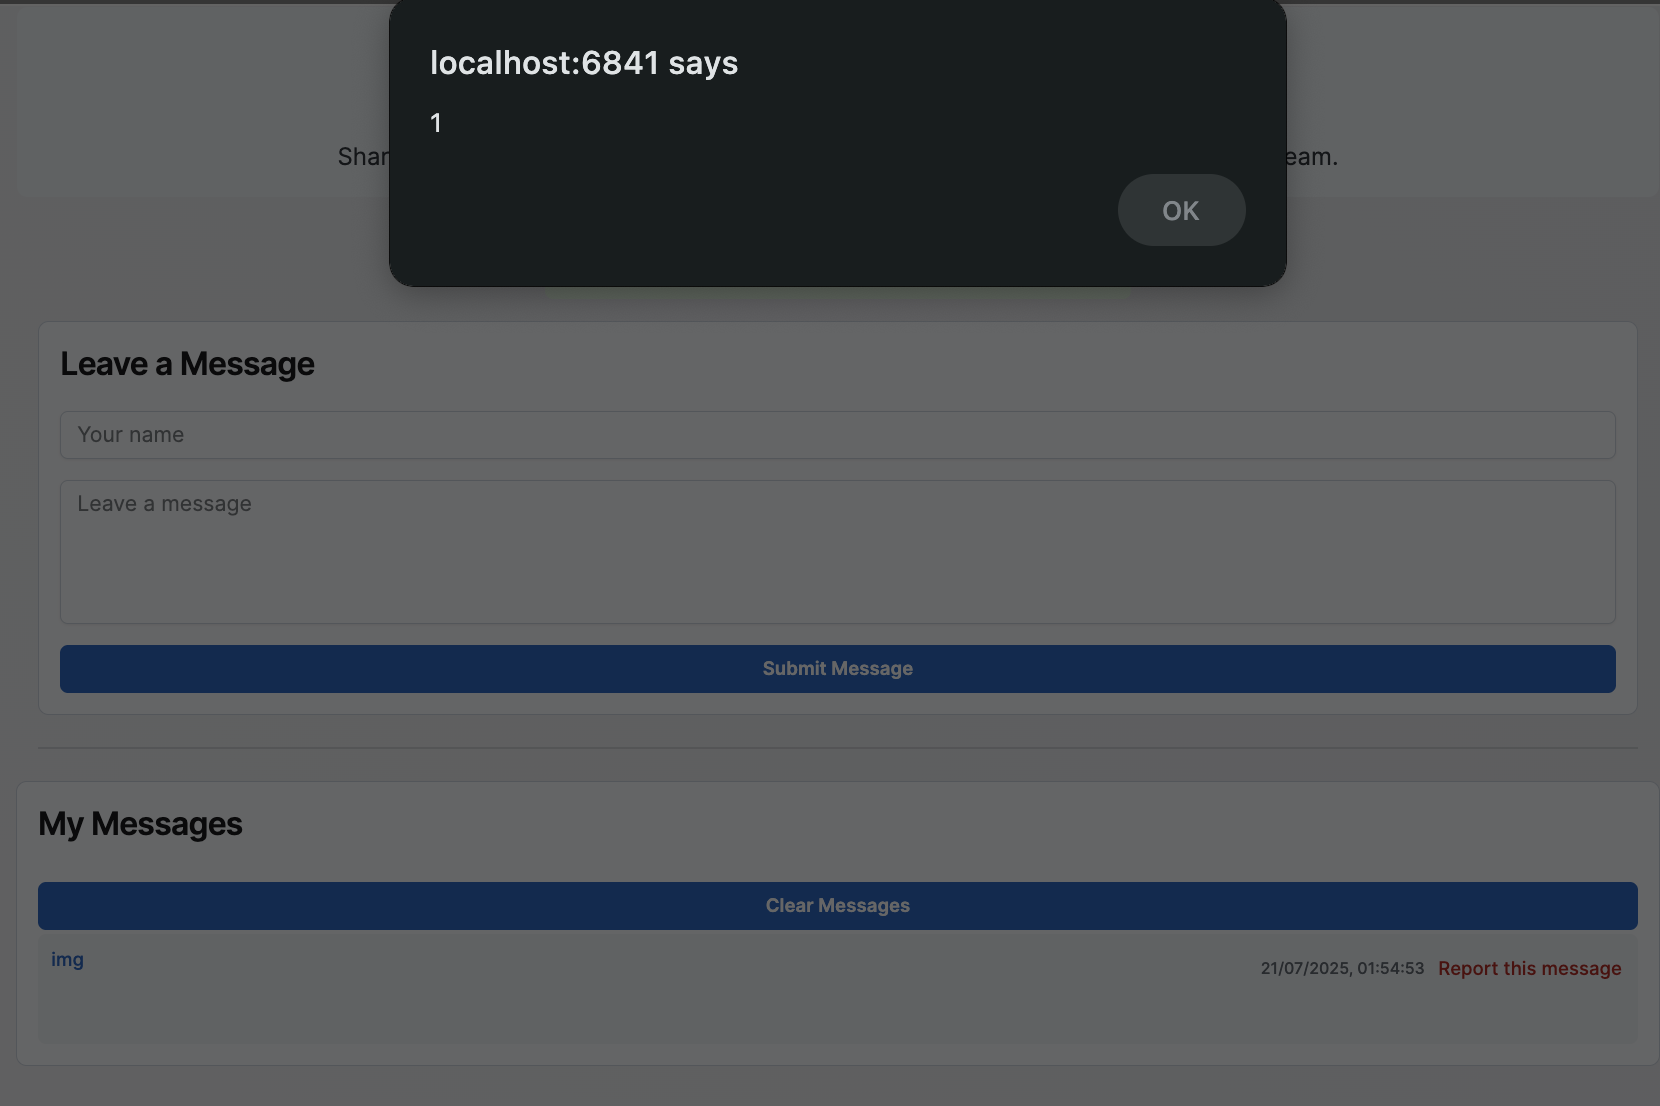 localhost:6841 says
1
OK
Shar
eam.
Leave a Message
Your name
Leave a message
Submit Message
My Messages
Clear Messages
img
21/07/2025, 01:54:53 Report this message